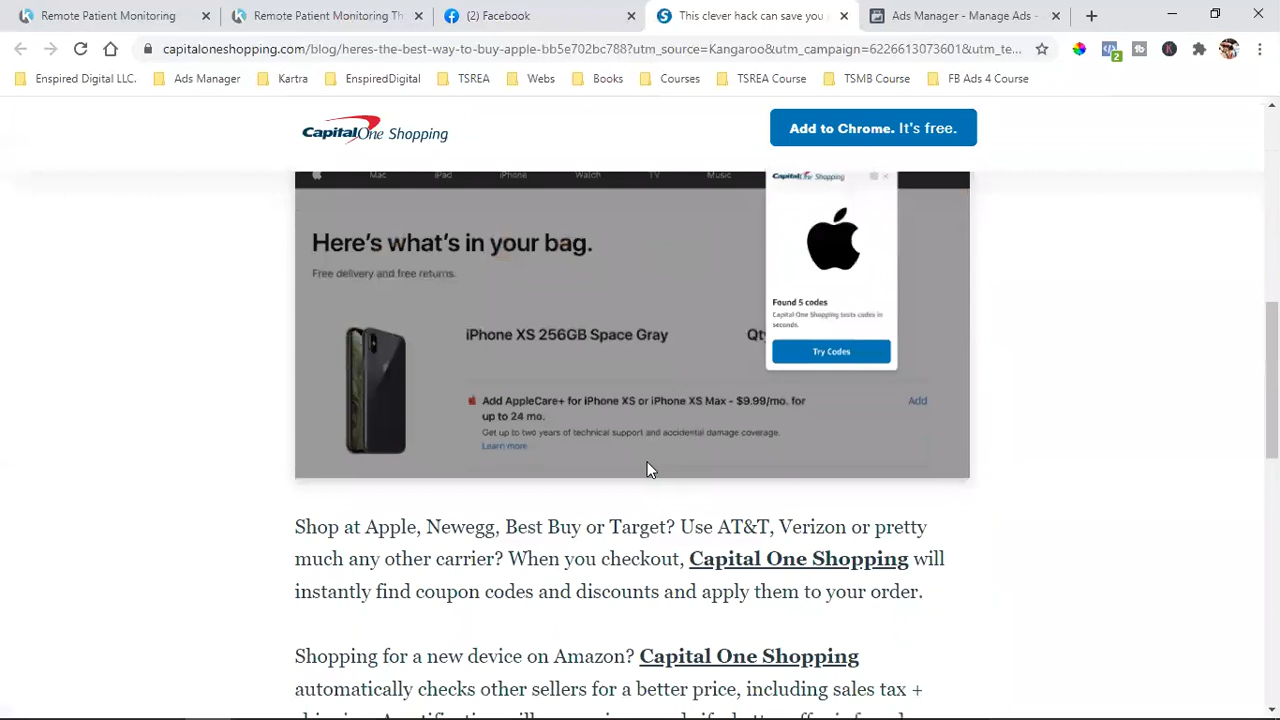 Remote Patient Monitoring
Remote Patient Monitoring Th
(2) Facebook
This clever hack can save you
Ads Manager - Manage Ads -
capitaloneshopping.com/blog/heres-the-best-way-to-buy-apple-bb5e702bc788?utm_source=Kangaroo&utm_campaign=6226613073601&utm_te...
2
Enspired Digital LLC.
Ads Manager
Kartra
EnspiredDigital
TSREA
Webs
Books
Courses
TSREA Course
TSMB Course
FB Ads 4 Course
CapitalOne Shopping
Add to Chrome. It's free.
Mac iPad iPhone Watch TV Music
CapitalOne Shopping
Here's what's in your bag.
Free delivery and free returns.
Found 5 codes
Capital One Shopping tests codes in
seconds.
Try Codes
iPhone XS 256GB Space Gray
Qty
Add AppleCare+ for iPhone XS or iPhone XS Max - $9.99/mo. for
up to 24 mo.
Add
Get up to two years of technical support and accidental damage coverage.
Learn more
Shop at Apple, Newegg, Best Buy or Target? Use AT&T, Verizon or pretty
much any other carrier? When you checkout, Capital One Shopping will
instantly find coupon codes and discounts and apply them to your order.
Shopping for a new device on Amazon? Capital One Shopping
automatically checks other sellers for a better price, including sales tax +